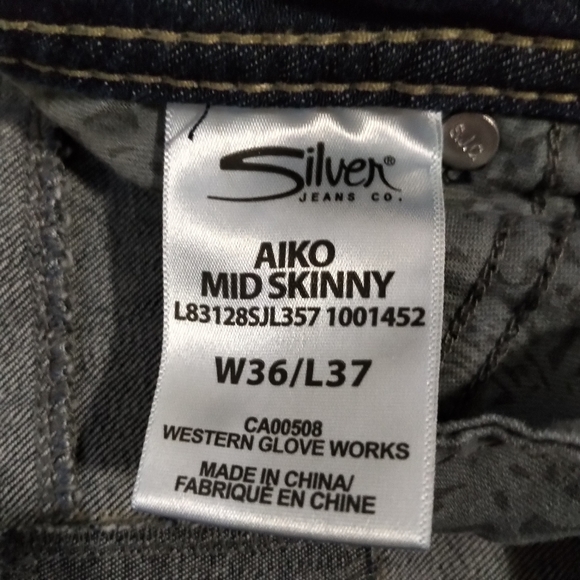 Silver®
JEANS CO.
S.J.C.
AIKO
MID SKINNY
L83128SJL357 1001452
W36/L37
CA00508
WESTERN GLOVE WORKS
MADE IN CHINA/
FABRIQUÉ EN CHINE